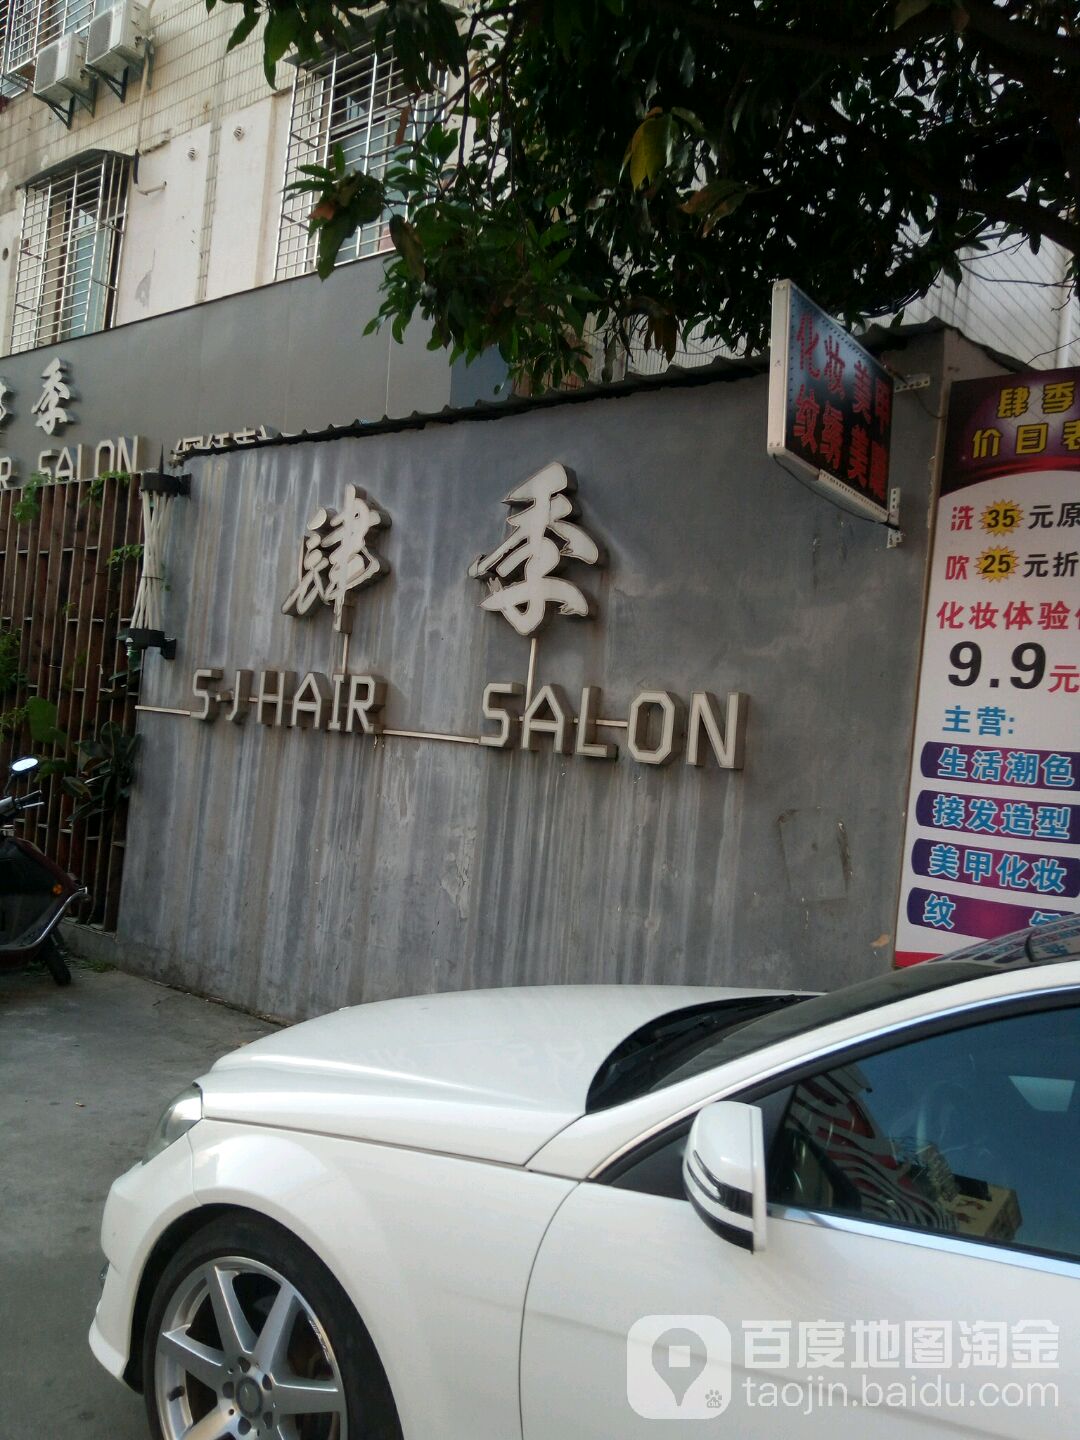 季
SALON
肆季
S·J HAIR SALON
化妆 美甲
纹绣 美睫
肆季
价目表
洗35元原
吹25元折
化妆体验
9.9元
主营:
生活潮色
接发造型
美甲化妆
纹
百度地图淘金
taojin.baidu.com